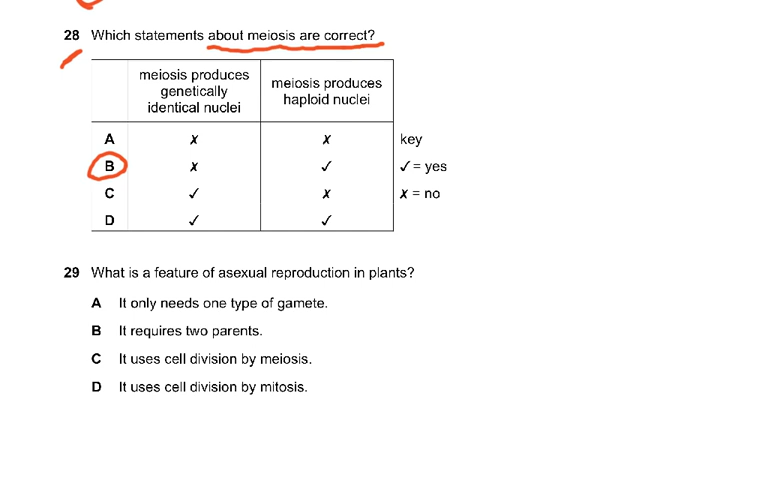 28 Which statements about meiosis are correct?
meiosis produces genetically identical nuclei
meiosis produces haploid nuclei
A ✗ ✗ key
B ✗ ✓ ✓ = yes
C ✓ ✗ ✗ = no
D ✓ ✓
29 What is a feature of asexual reproduction in plants?
A It only needs one type of gamete.
B It requires two parents.
C It uses cell division by meiosis.
D It uses cell division by mitosis.